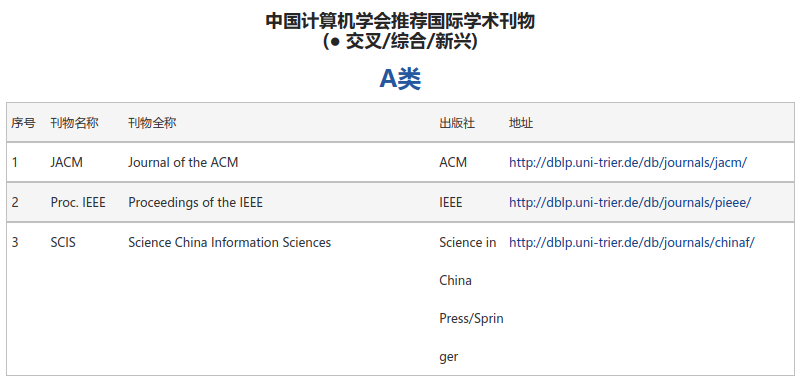 中国计算机学会推荐国际学术刊物
(● 交叉/综合/新兴)
A类
序号 刊物名称 刊物全称 出版社 地址
1 JACM Journal of the ACM ACM http://dblp.uni-trier.de/db/journals/jacm/
2 Proc. IEEE Proceedings of the IEEE IEEE http://dblp.uni-trier.de/db/journals/pieee/
3 SCIS Science China Information Sciences Science in http://dblp.uni-trier.de/db/journals/chinaf/
China
Press/Sprin
ger